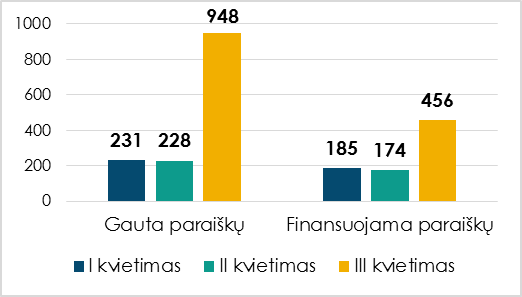 1000
800
600
400
200
0
231 228 948
185 174 456
Gauta paraiškų Finansuojama paraiškų
I kvietimas II kvietimas III kvietimas